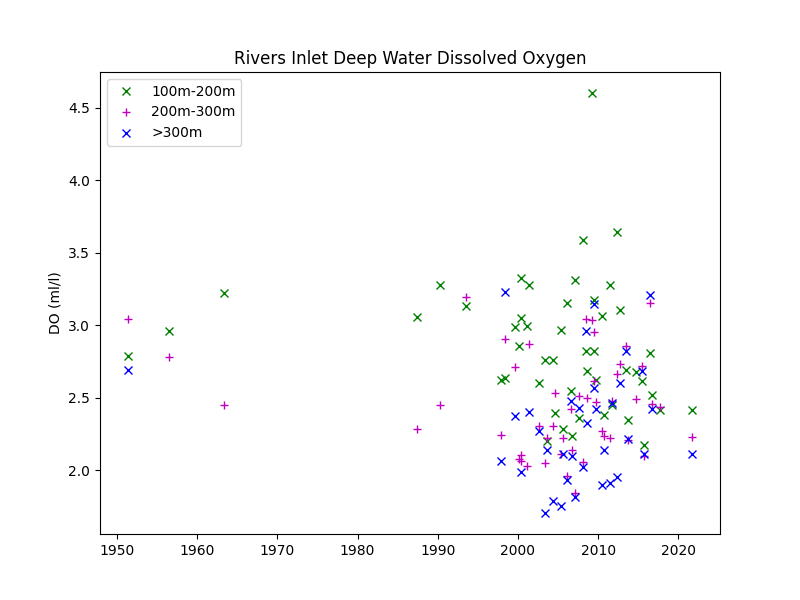 Rivers Inlet Deep Water Dissolved Oxygen
100m-200m
200m-300m
>300m
DO (ml/l)
4.5
4.0
3.5
3.0
2.5
2.0
1950 1960 1970 1980 1990 2000 2010 2020